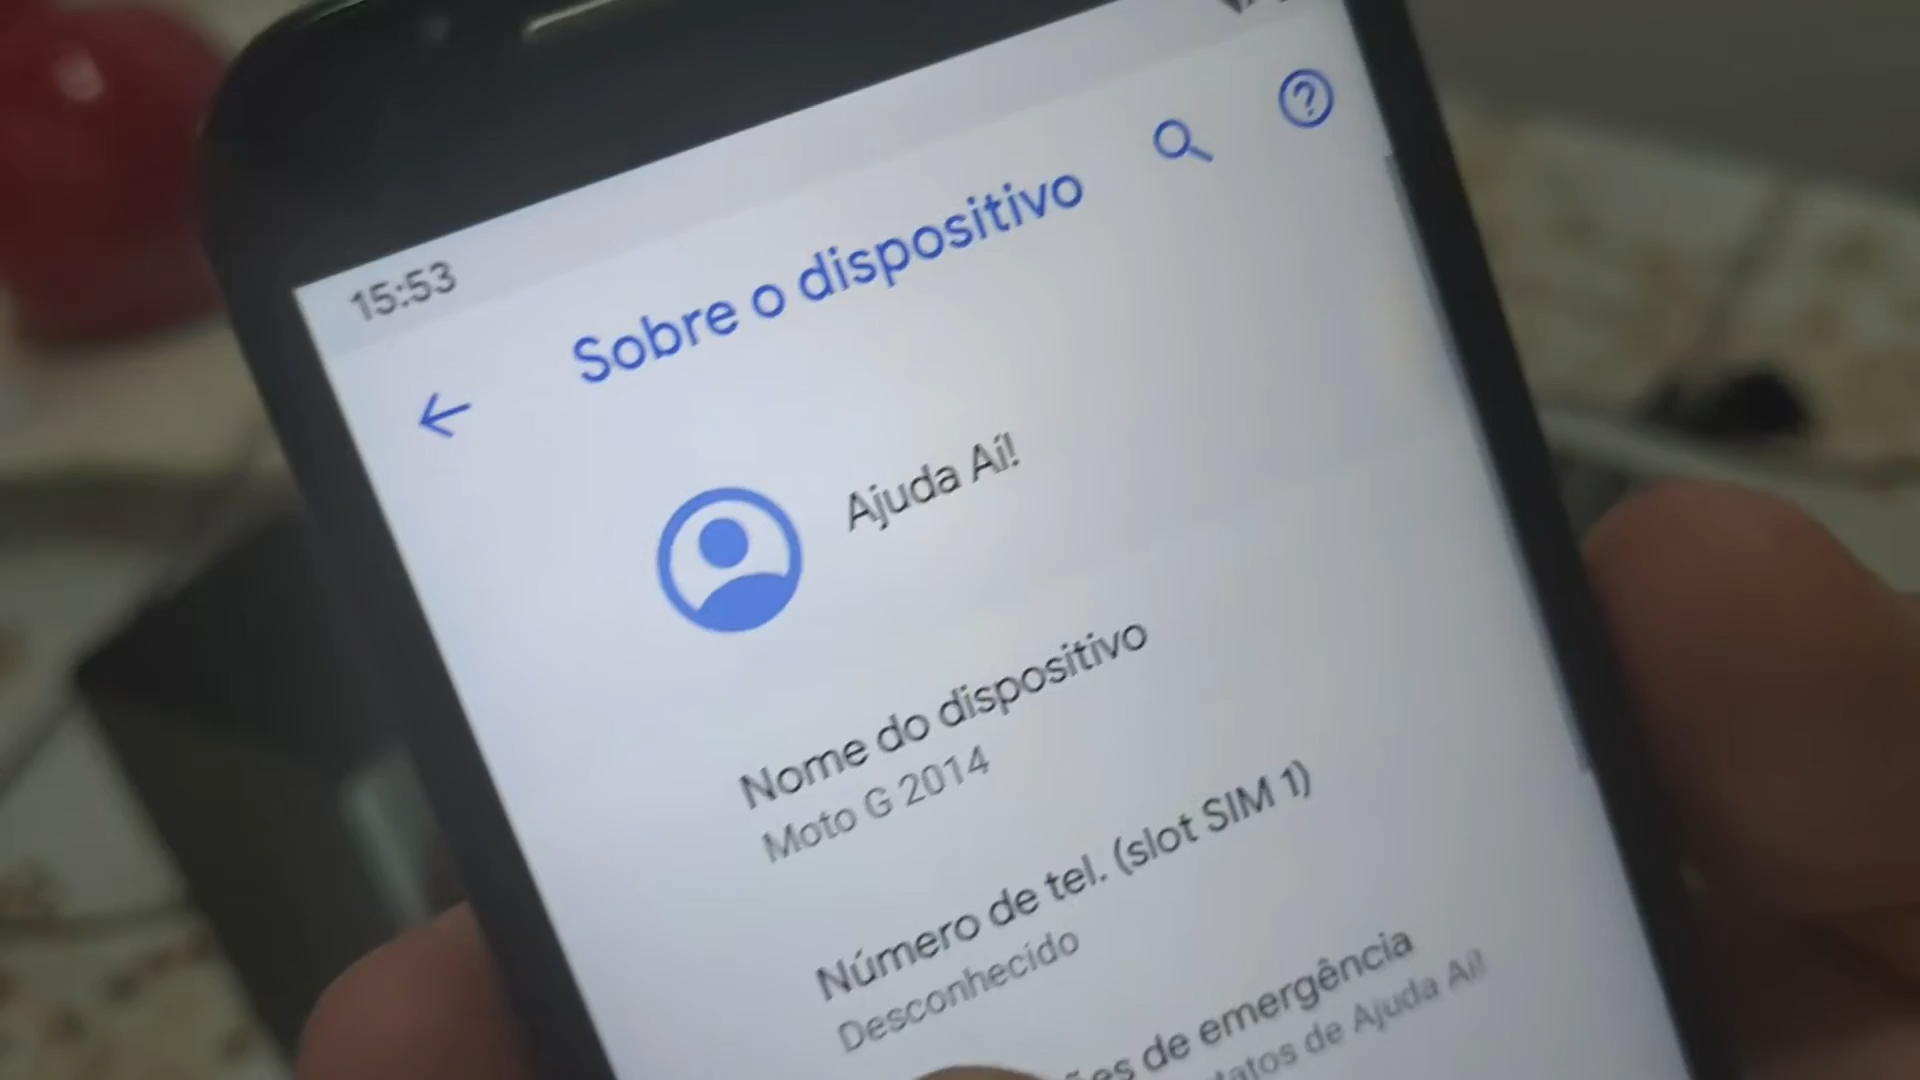 15:53
Sobre o dispositivo
Ajuda Aí!
Nome do dispositivo
Moto G 2014
Número de tel. (slot SIM 1)
Desconhecido
de emergência
de Ajuda Aí!